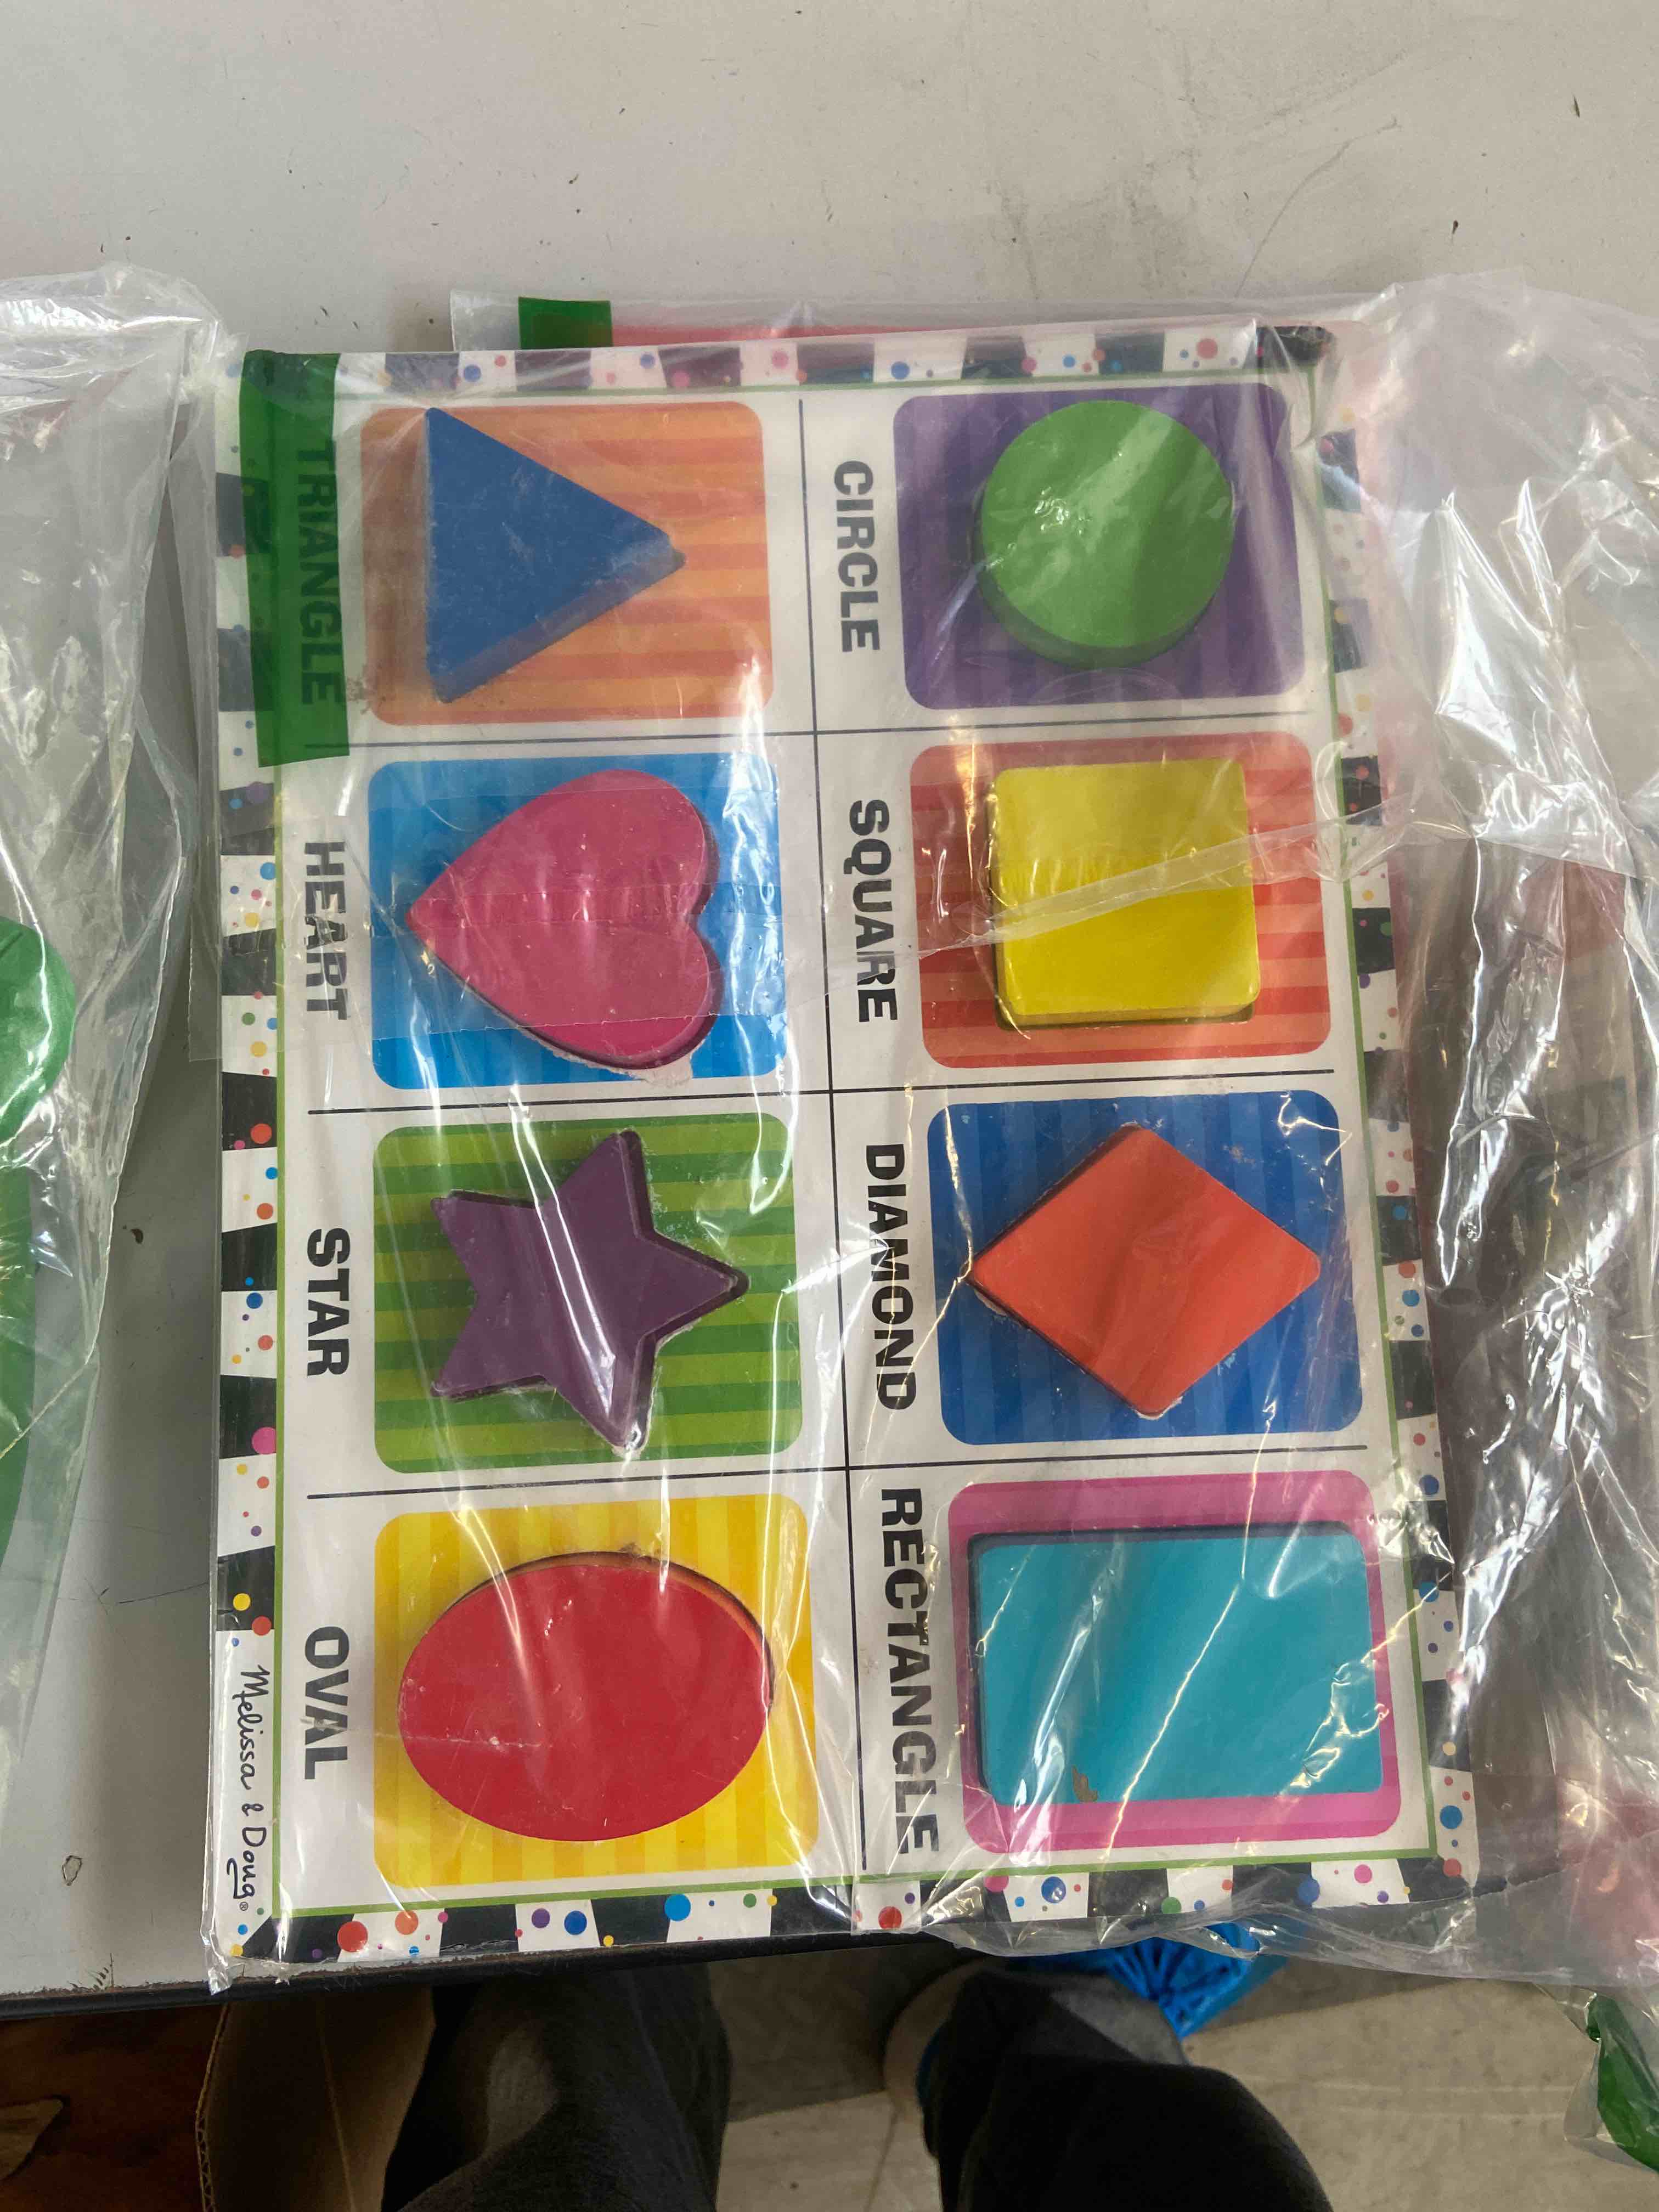 CIRCLE
SQUARE
DIAMOND
RECTANGLE
TRIANGLE
HEART
STAR
OVAL
Melissa & Doug®